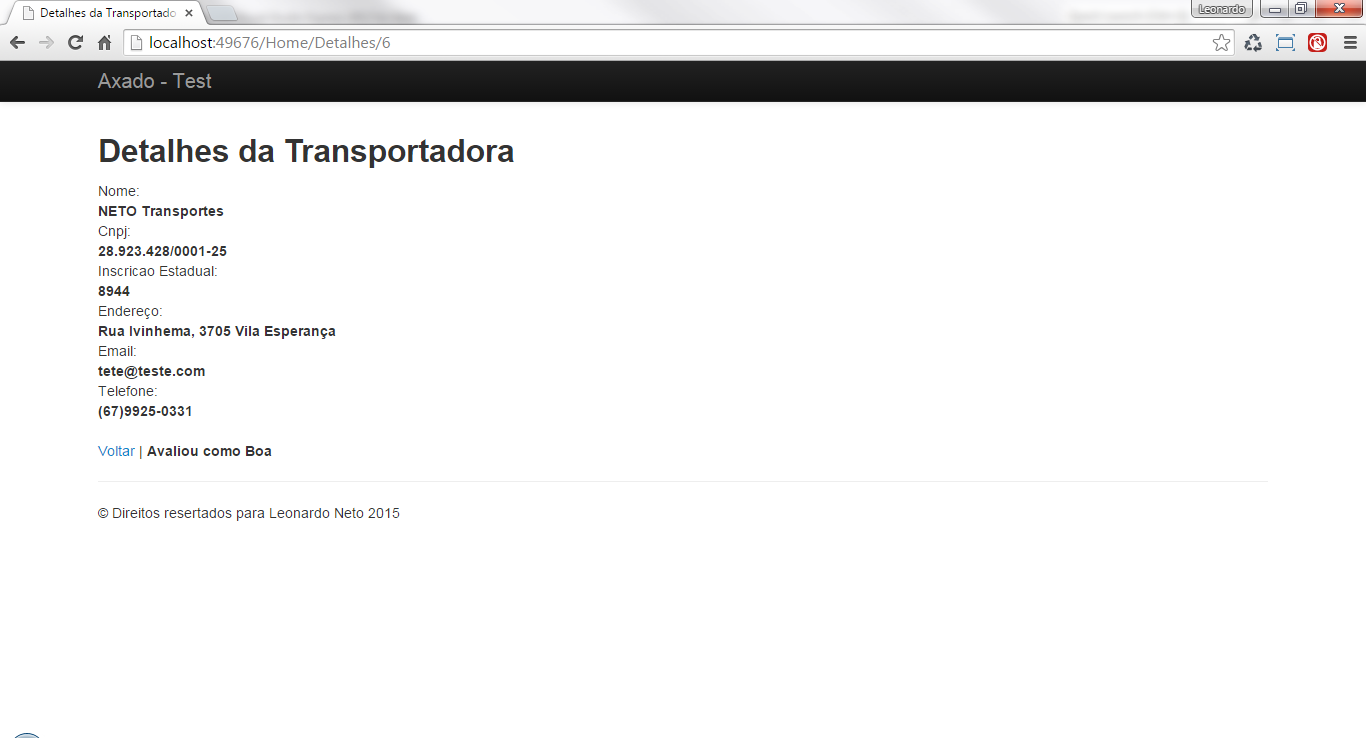 Detalhes da Transportado
Leonardo
localhost:49676/Home/Detalhes/6
Axado - Test
Detalhes da Transportadora
Nome:
NETO Transportes
Cnpj:
28.923.428/0001-25
Inscricao Estadual:
8944
Endereço:
Rua Ivinhema, 3705 Vila Esperança
Email:
tete@teste.com
Telefone:
(67)9925-0331
Voltar | Avaliou como Boa
© Direitos resertados para Leonardo Neto 2015